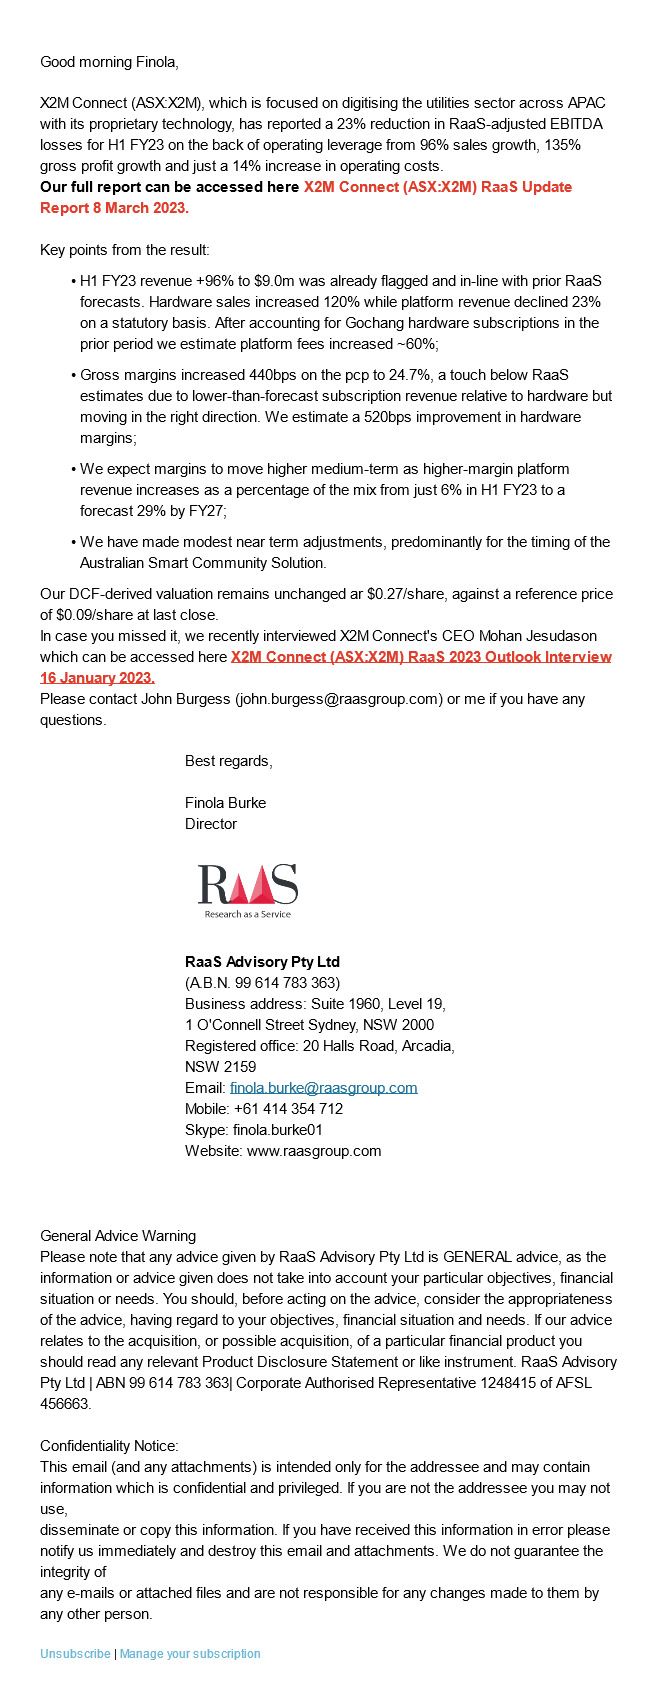 Good morning Finola,
X2M Connect (ASX:X2M), which is focused on digitising the utilities sector across APAC
with its proprietary technology, has reported a 23% reduction in RaaS-adjusted EBITDA
losses for H1 FY23 on the back of operating leverage from 96% sales growth, 135%
gross profit growth and just a 14% increase in operating costs.
Our full report can be accessed here X2M Connect (ASX:X2M) RaaS Update
Report 8 March 2023.
Key points from the result:
• H1 FY23 revenue +96% to $9.0m was already flagged and in-line with prior RaaS
forecasts. Hardware sales increased 120% while platform revenue declined 23%
on a statutory basis. After accounting for Gochang hardware subscriptions in the
prior period we estimate platform fees increased ~60%;
• Gross margins increased 440bps on the pcp to 24.7%, a touch below RaaS
estimates due to lower-than-forecast subscription revenue relative to hardware but
moving in the right direction. We estimate a 520bps improvement in hardware
margins;
• We expect margins to move higher medium-term as higher-margin platform
revenue increases as a percentage of the mix from just 6% in H1 FY23 to a
forecast 29% by FY27;
• We have made modest near term adjustments, predominantly for the timing of the
Australian Smart Community Solution.
Our DCF-derived valuation remains unchanged ar $0.27/share, against a reference price
of $0.09/share at last close.
In case you missed it, we recently interviewed X2M Connect's CEO Mohan Jesudason
which can be accessed here X2M Connect (ASX:X2M) RaaS 2023 Outlook Interview
16 January 2023.
Please contact John Burgess (john.burgess@raasgroup.com) or me if you have any
questions.
Best regards,
Finola Burke
Director
RaaS
Research as a Service
RaaS Advisory Pty Ltd
(A.B.N. 99 614 783 363)
Business address: Suite 1960, Level 19,
1 O'Connell Street Sydney, NSW 2000
Registered office: 20 Halls Road, Arcadia,
NSW 2159
Email: finola.burke@raasgroup.com
Mobile: +61 414 354 712
Skype: finola.burke01
Website: www.raasgroup.com
General Advice Warning
Please note that any advice given by RaaS Advisory Pty Ltd is GENERAL advice, as the
information or advice given does not take into account your particular objectives, financial
situation or needs. You should, before acting on the advice, consider the appropriateness
of the advice, having regard to your objectives, financial situation and needs. If our advice
relates to the acquisition, or possible acquisition, of a particular financial product you
should read any relevant Product Disclosure Statement or like instrument. RaaS Advisory
Pty Ltd | ABN 99 614 783 363| Corporate Authorised Representative 1248415 of AFSL
456663.
Confidentiality Notice:
This email (and any attachments) is intended only for the addressee and may contain
information which is confidential and privileged. If you are not the addressee you may not
use,
disseminate or copy this information. If you have received this information in error please
notify us immediately and destroy this email and attachments. We do not guarantee the
integrity of
any e-mails or attached files and are not responsible for any changes made to them by
any other person.
Unsubscribe | Manage your subscription